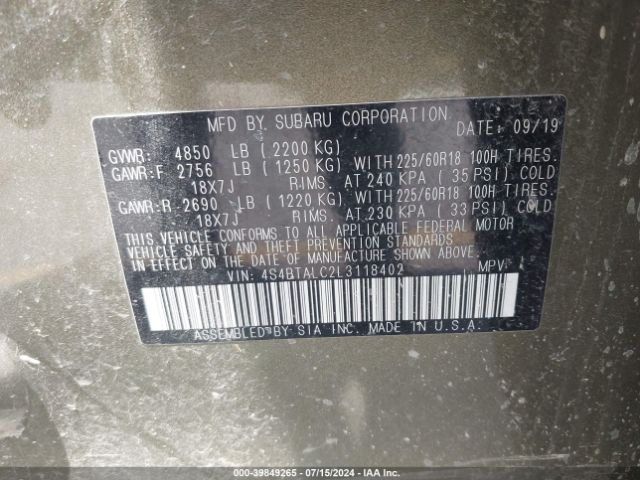 MFD BY SUBARU CORPORATION DATE: 09/19
GVWR: 4850 LB (2200 KG)
GAWR:F 2756 LB (1250 KG) WITH 225/60R18 100H TIRES.
18X7J RIMS. AT 240 KPA (35 PSI) COLD
GAWR:R 2690 LB (1220 KG) WITH 225/60R18 100H TIRES.
18X7J RIMS. AT 230 KPA (33 PSI) COLD
THIS VEHICLE CONFORMS TO ALL APPLICABLE FEDERAL MOTOR
VEHICLE SAFETY AND BUMPER AND THEFT PREVENTION STANDARDS
IN EFFECT ON THE DATE OF MANUFACTURE SHOWN ABOVE.
VIN: 4S4BTALC2L3118402 MPV
ASSEMBLED BY SIA INC. MADE IN U.S.A.
000-39849265 - 07/15/2024 - IAA Inc.